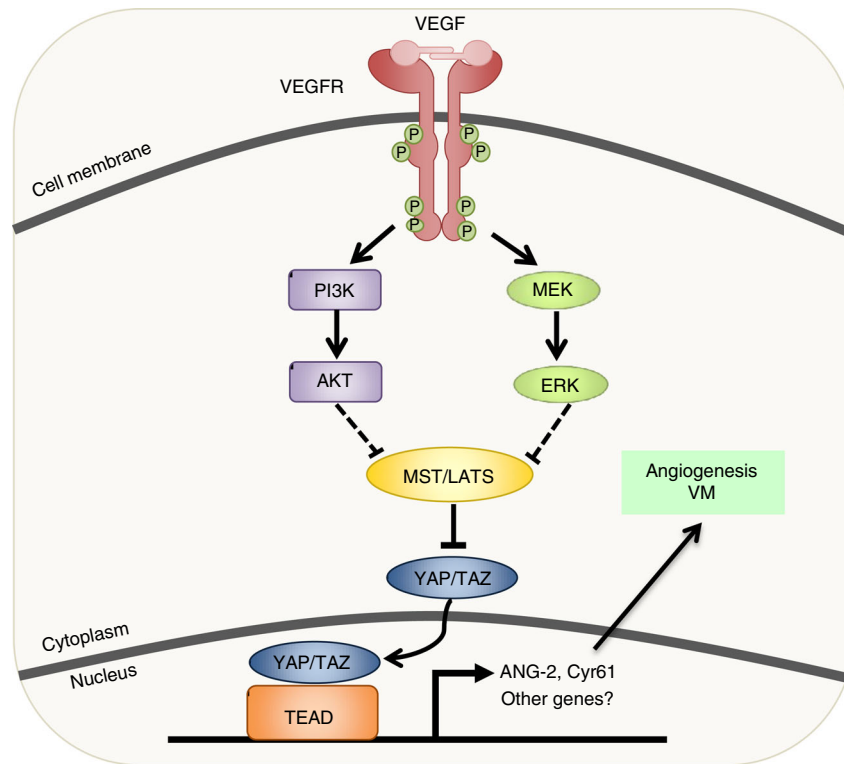 VEGF
VEGFR
P P
P P
Cell membrane
P P
P P
PI3K MEK
AKT ERK
MST/LATS
Angiogenesis
VM
YAP/TAZ
Cytoplasm
Nucleus
YAP/TAZ
ANG-2, Cyr61
Other genes?
TEAD